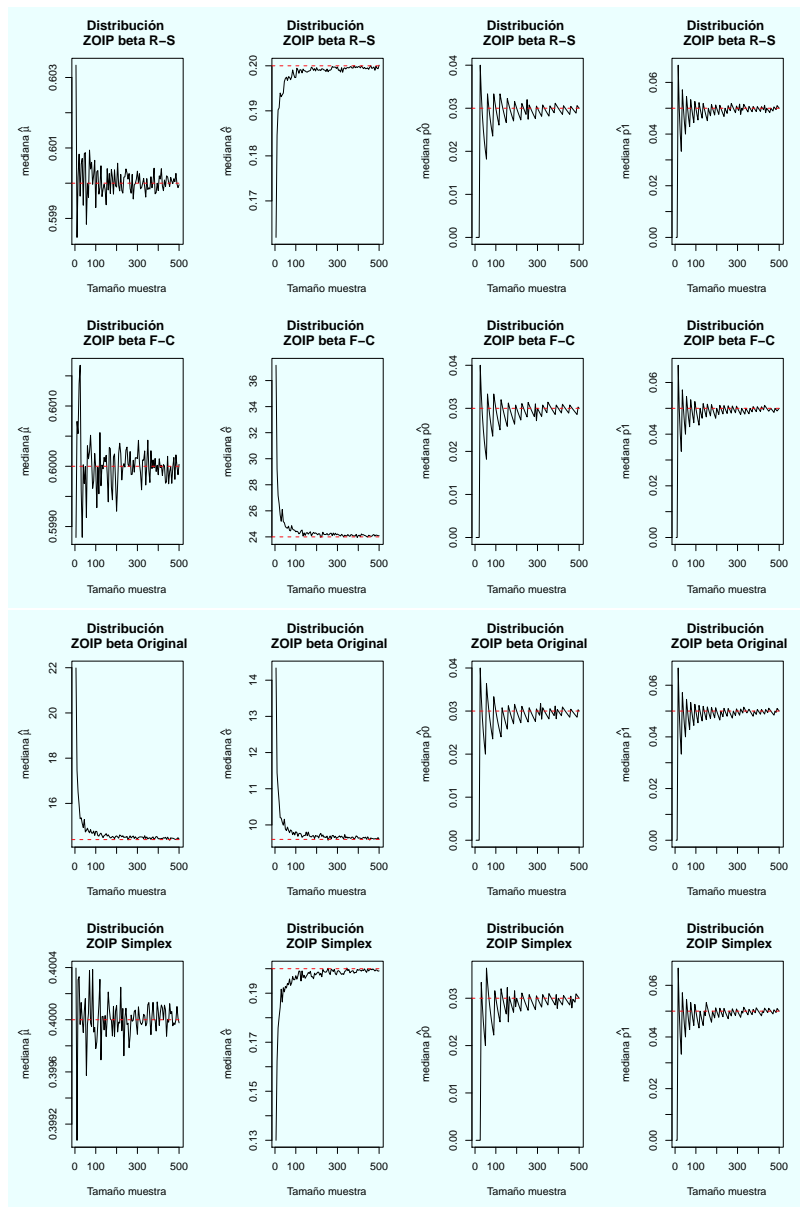 Distribución
ZOIP beta R−S
mediana μ̂
0.599 0.601 0.603
0 100 300 500
Tamaño muestra
Distribución
ZOIP beta R−S
mediana σ̂
0.17 0.18 0.19 0.20
0 100 300 500
Tamaño muestra
Distribución
ZOIP beta R−S
mediana p0̂
0.00 0.01 0.02 0.03 0.04
0 100 300 500
Tamaño muestra
Distribución
ZOIP beta R−S
mediana p1̂
0.00 0.02 0.04 0.06
0 100 300 500
Tamaño muestra
Distribución
ZOIP beta F−C
mediana μ̂
0.5990 0.6000 0.6010
0 100 300 500
Tamaño muestra
Distribución
ZOIP beta F−C
mediana σ̂
24 26 28 30 32 34 36
0 100 300 500
Tamaño muestra
Distribución
ZOIP beta F−C
mediana p0̂
0.00 0.01 0.02 0.03 0.04
0 100 300 500
Tamaño muestra
Distribución
ZOIP beta F−C
mediana p1̂
0.00 0.02 0.04 0.06
0 100 300 500
Tamaño muestra
Distribución
ZOIP beta Original
mediana μ̂
16 18 20 22
0 100 300 500
Tamaño muestra
Distribución
ZOIP beta Original
mediana σ̂
10 11 12 13 14
0 100 300 500
Tamaño muestra
Distribución
ZOIP beta Original
mediana p0̂
0.00 0.01 0.02 0.03 0.04
0 100 300 500
Tamaño muestra
Distribución
ZOIP beta Original
mediana p1̂
0.00 0.02 0.04 0.06
0 100 300 500
Tamaño muestra
Distribución
ZOIP Simplex
mediana μ̂
0.3992 0.3996 0.4000 0.4004
0 100 300 500
Tamaño muestra
Distribución
ZOIP Simplex
mediana σ̂
0.13 0.15 0.17 0.19
0 100 300 500
Tamaño muestra
Distribución
ZOIP Simplex
mediana p0̂
0.00 0.01 0.02 0.03
0 100 300 500
Tamaño muestra
Distribución
ZOIP Simplex
mediana p1̂
0.00 0.02 0.04 0.06
0 100 300 500
Tamaño muestra